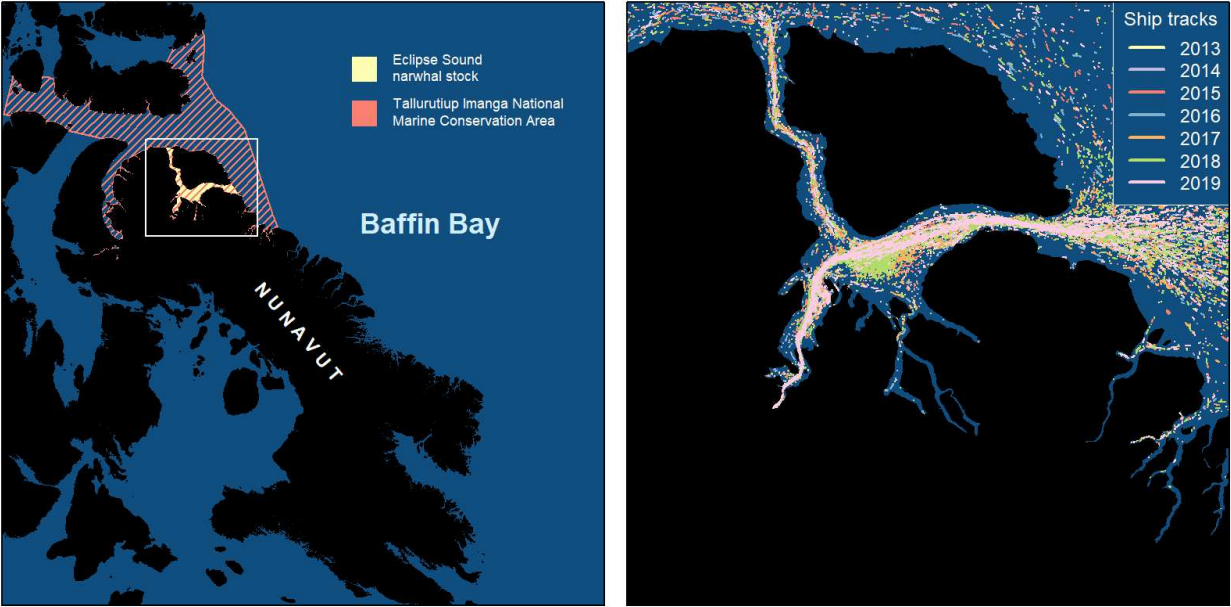 Eclipse Sound
narwhal stock
Tallurutiup Imanga National
Marine Conservation Area
Baffin Bay
NUNAVUT
Ship tracks
2013
2014
2015
2016
2017
2018
2019